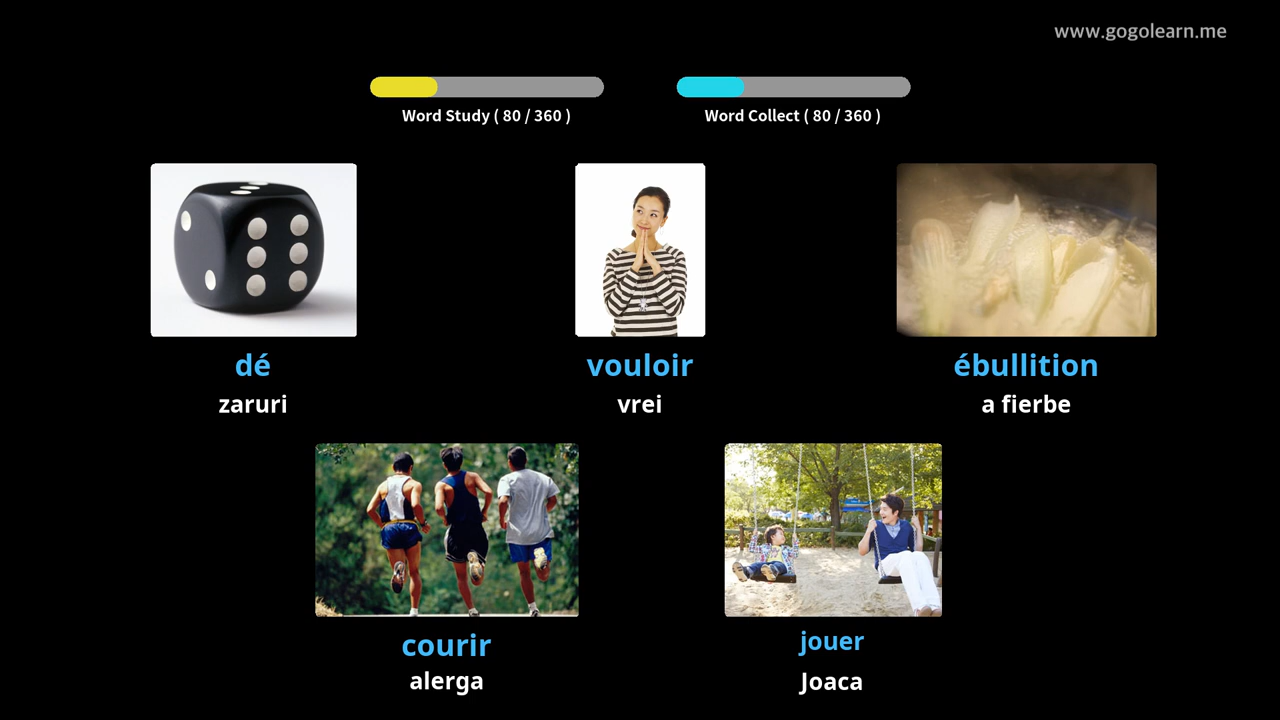 www.gogolearn.me
Word Study ( 80 / 360 )
Word Collect ( 80 / 360 )
dé
zaruri
vouloir
vrei
ébullition
a fierbe
courir
alerga
jouer
Joaca